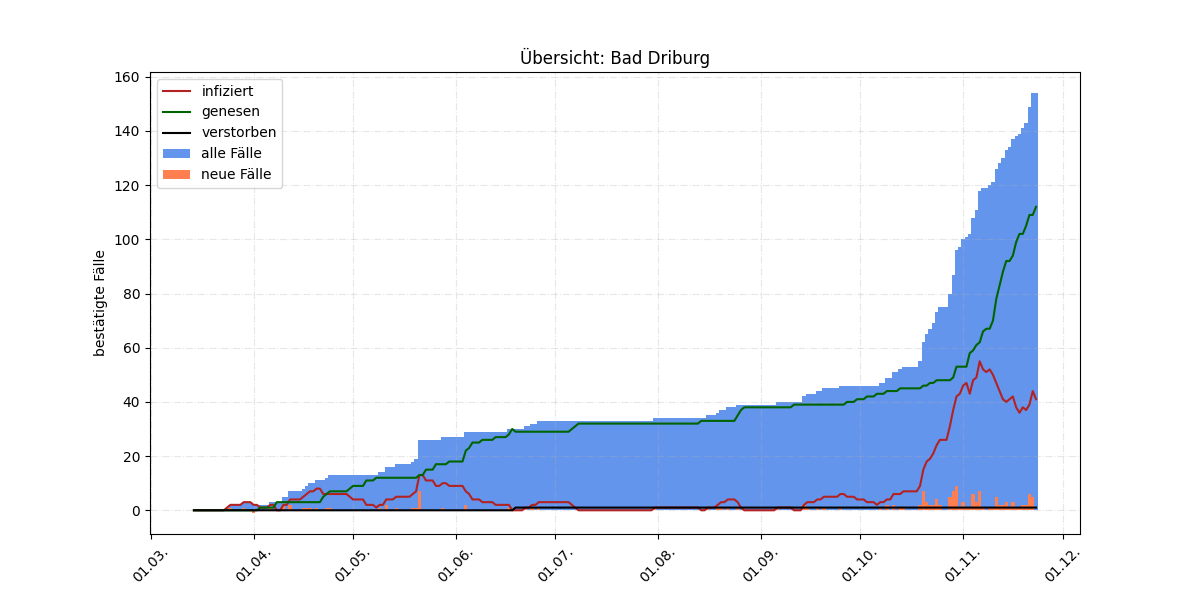 Übersicht: Bad Driburg
infiziert
genesen
verstorben
alle Fälle
neue Fälle
bestätigte Fälle
160
140
120
100
80
60
40
20
0
01.03.
01.04.
01.05.
01.06.
01.07.
01.08.
01.09.
01.10.
01.11.
01.12.